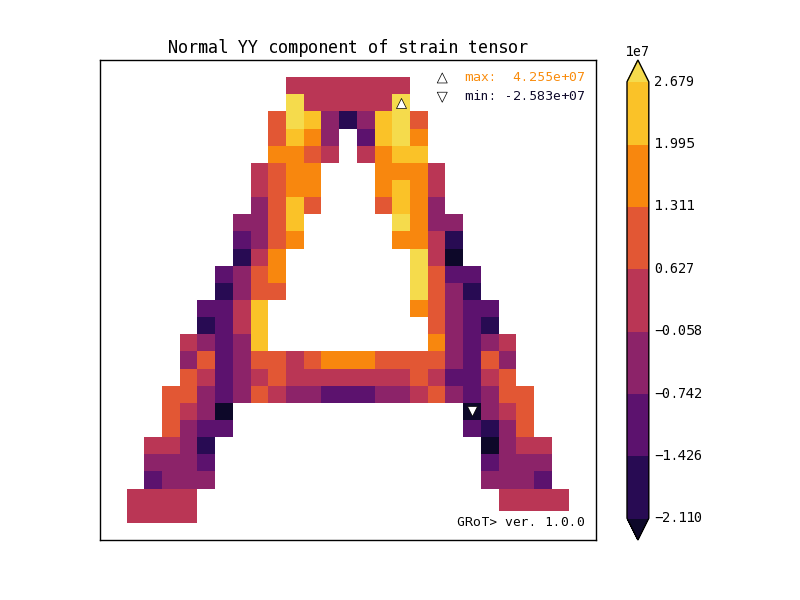 Normal YY component of strain tensor
max: 4.255e+07
min: -2.583e+07
1e7
2.679
1.995
1.311
0.627
−0.058
−0.742
−1.426
−2.110
GRoT> ver. 1.0.0